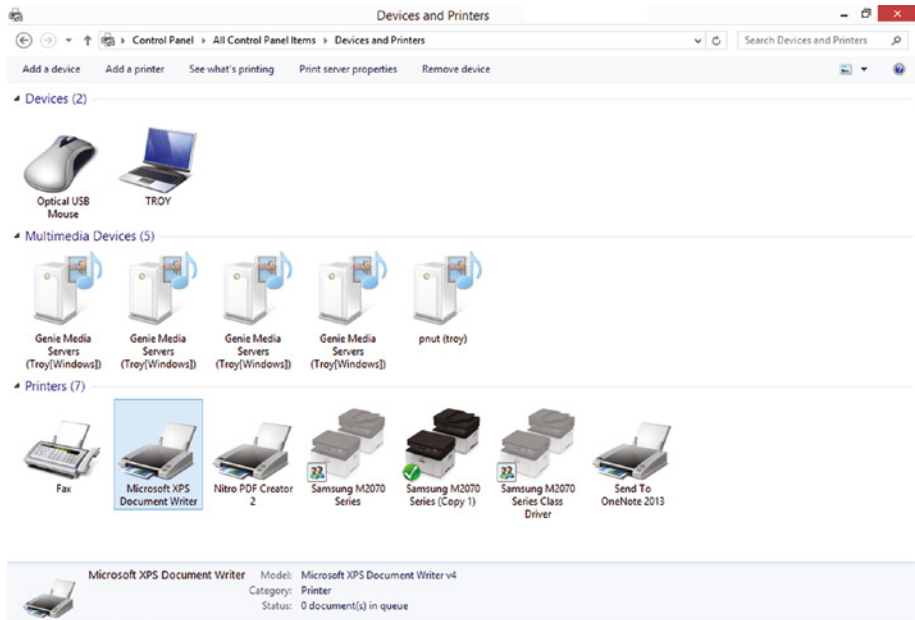 Devices and Printers
Control Panel ▸ All Control Panel Items ▸ Devices and Printers
Search Devices and Printers
Add a device Add a printer See what's printing Print server properties Remove device
Devices (2)
Optical USB
Mouse
TROY
Multimedia Devices (5)
Genie Media
Servers
(Troy[Windows])
Genie Media
Servers
(Troy[Windows])
Genie Media
Servers
(Troy[Windows])
Genie Media
Servers
(Troy[Windows])
pnut (troy)
Printers (7)
Fax
Microsoft XPS
Document Writer
Nitro PDF Creator
2
Samsung M2070
Series
Samsung M2070
Series (Copy 1)
Samsung M2070
Series Class
Driver
Send To
OneNote 2013
Microsoft XPS Document Writer Model: Microsoft XPS Document Writer v4
Category: Printer
Status: 0 document(s) in queue